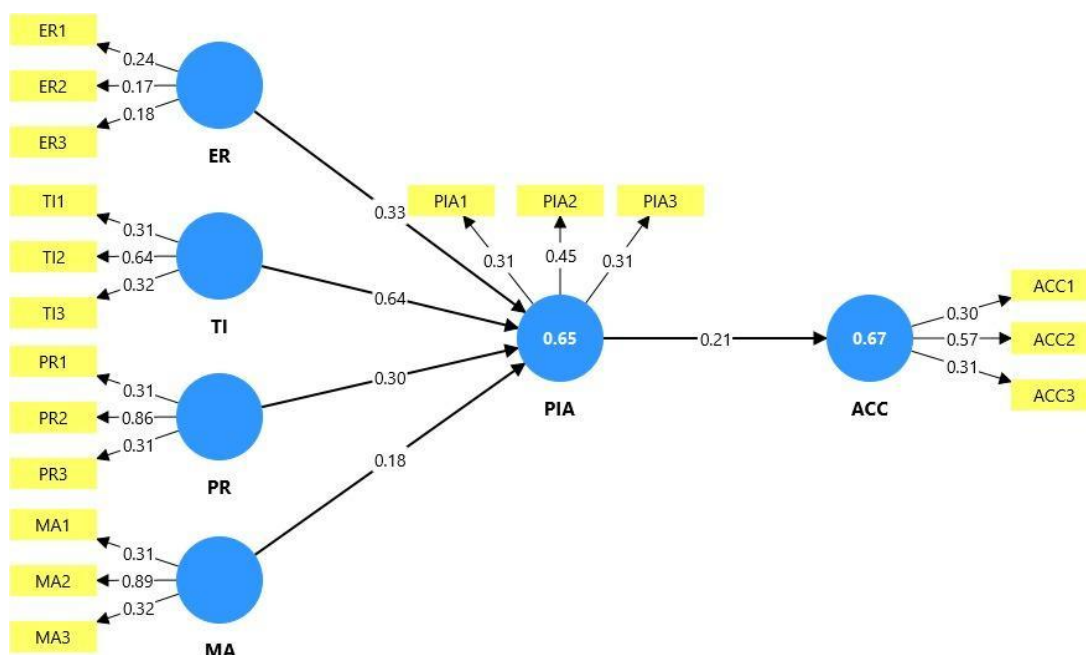 ER1
0.24
ER2
0.17
0.18
ER3
ER
TI1
0.31
TI2
0.64
0.32
TI3
TI
PR1
0.31
PR2
0.86
0.31
PR3
PR
MA1
0.31
MA2
0.89
0.32
MA3
MA
0.33
0.64
0.30
0.18
PIA1
PIA2
PIA3
0.31
0.45
0.31
0.65
PIA
0.21
0.67
ACC
0.30
ACC1
0.57
ACC2
0.31
ACC3